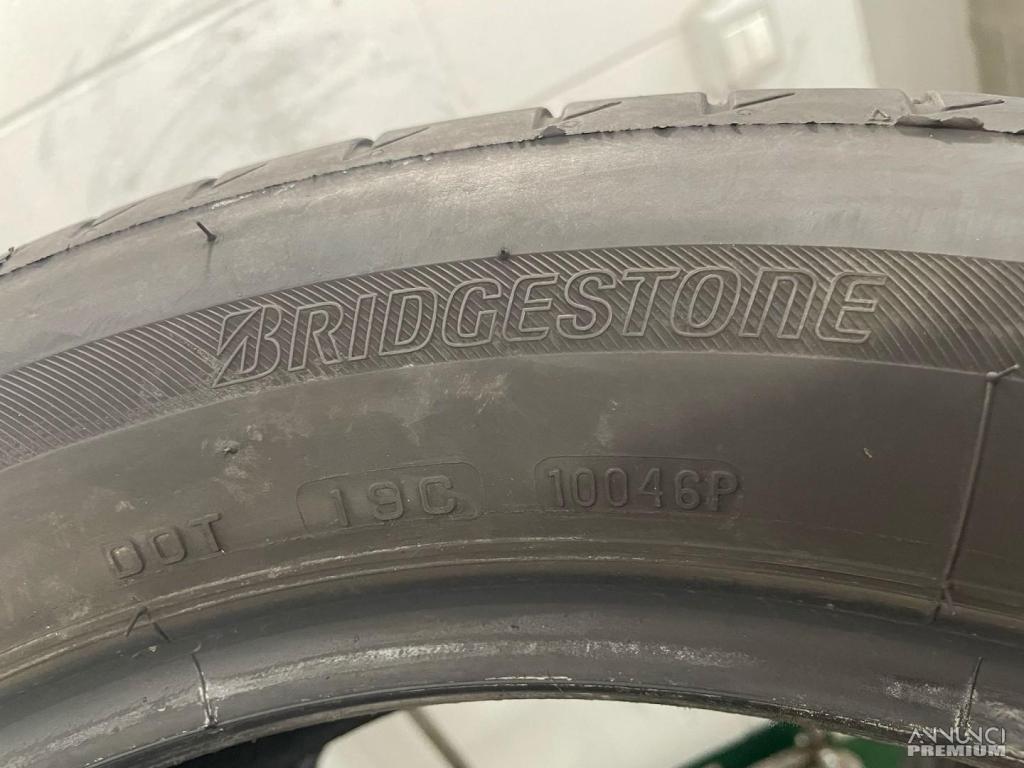 BRIDGESTONE
DOT 19C 10046P
ANNUNCI
PREMIUM